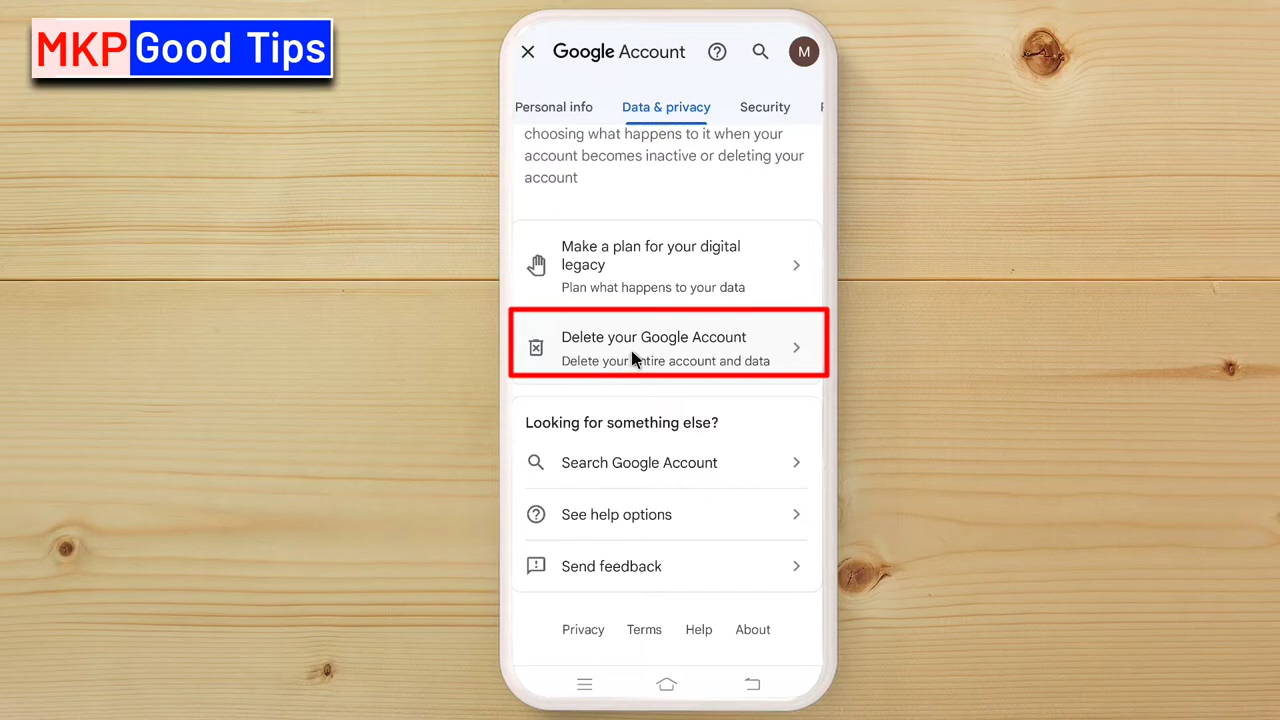 MKP Good Tips
Google Account
M
Personal info Data & privacy Security
choosing what happens to it when your
account becomes inactive or deleting your
account
Make a plan for your digital
legacy
Plan what happens to your data
Delete your Google Account
Delete your entire account and data
Looking for something else?
Search Google Account
See help options
Send feedback
Privacy Terms Help About